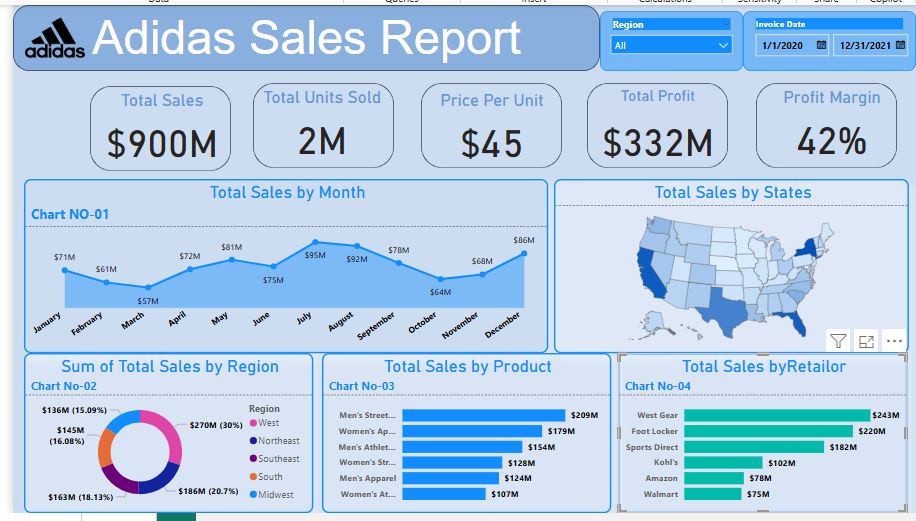 Data
Queries
Insert
Calculations
Sensitivity
Share
Copilot
adidas
Adidas Sales Report
Region
All
Invoice Date
1/1/2020
12/31/2021
Total Sales
$900M
Total Units Sold
2M
Price Per Unit
$45
Total Profit
$332M
Profit Margin
42%
Total Sales by Month
Chart NO-01
$71M
$61M
$57M
$72M
$81M
$75M
$95M
$92M
$78M
$64M
$68M
$86M
January
February
March
April
May
June
July
August
September
October
November
December
Total Sales by States
Sum of Total Sales by Region
Chart No-02
$136M (15.09%)
$145M
(16.08%)
$163M (18.13%)
$186M (20.7%)
$270M (30%)
Region
West
Northeast
Southeast
South
Midwest
Total Sales by Product
Chart No-03
Men's Street... $209M
Women's Ap... $179M
Men's Athlet... $154M
Women's Str... $128M
Men's Apparel $124M
Women's At... $107M
Total Sales byRetailor
Chart No-04
West Gear $243M
Foot Locker $220M
Sports Direct $182M
Kohl's $102M
Amazon $78M
Walmart $75M